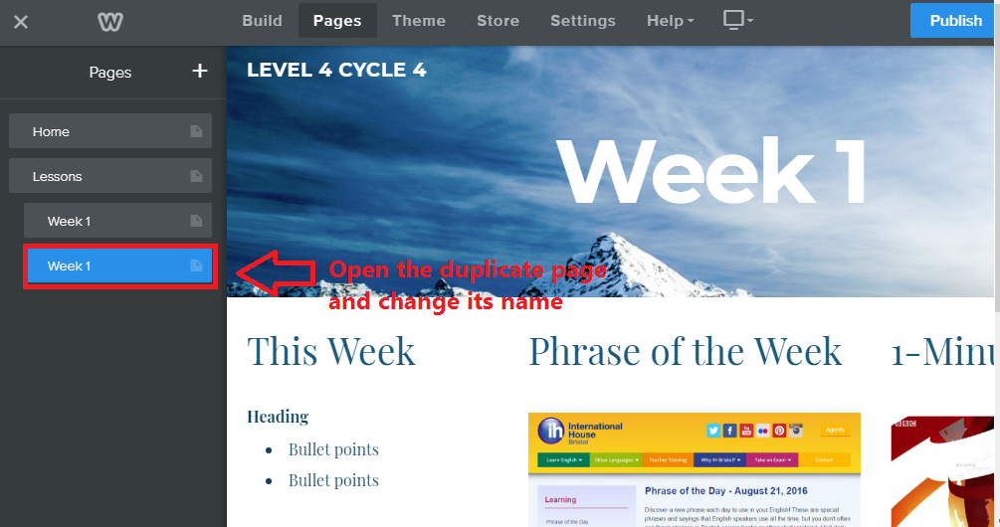 Build Pages Theme Store Settings Help Publish
Pages +
Home
Lessons
Week 1
Week 1
LEVEL 4 CYCLE 4
Week 1
Open the duplicate page
and change its name
This Week
Heading
Bullet points
Bullet points
Phrase of the Week
ih International
House
Bristol
Agents
Learn English Other Languages Teacher Training Why IH Bristol? Take an Exam Contact
Learning
Phrase of the Day
Phrase of the Day - August 21, 2016
Discover a new phrase each day to use in your English! These are special
phrases and sayings that English speakers use all the time, but you don't often
1-Minu
BBC